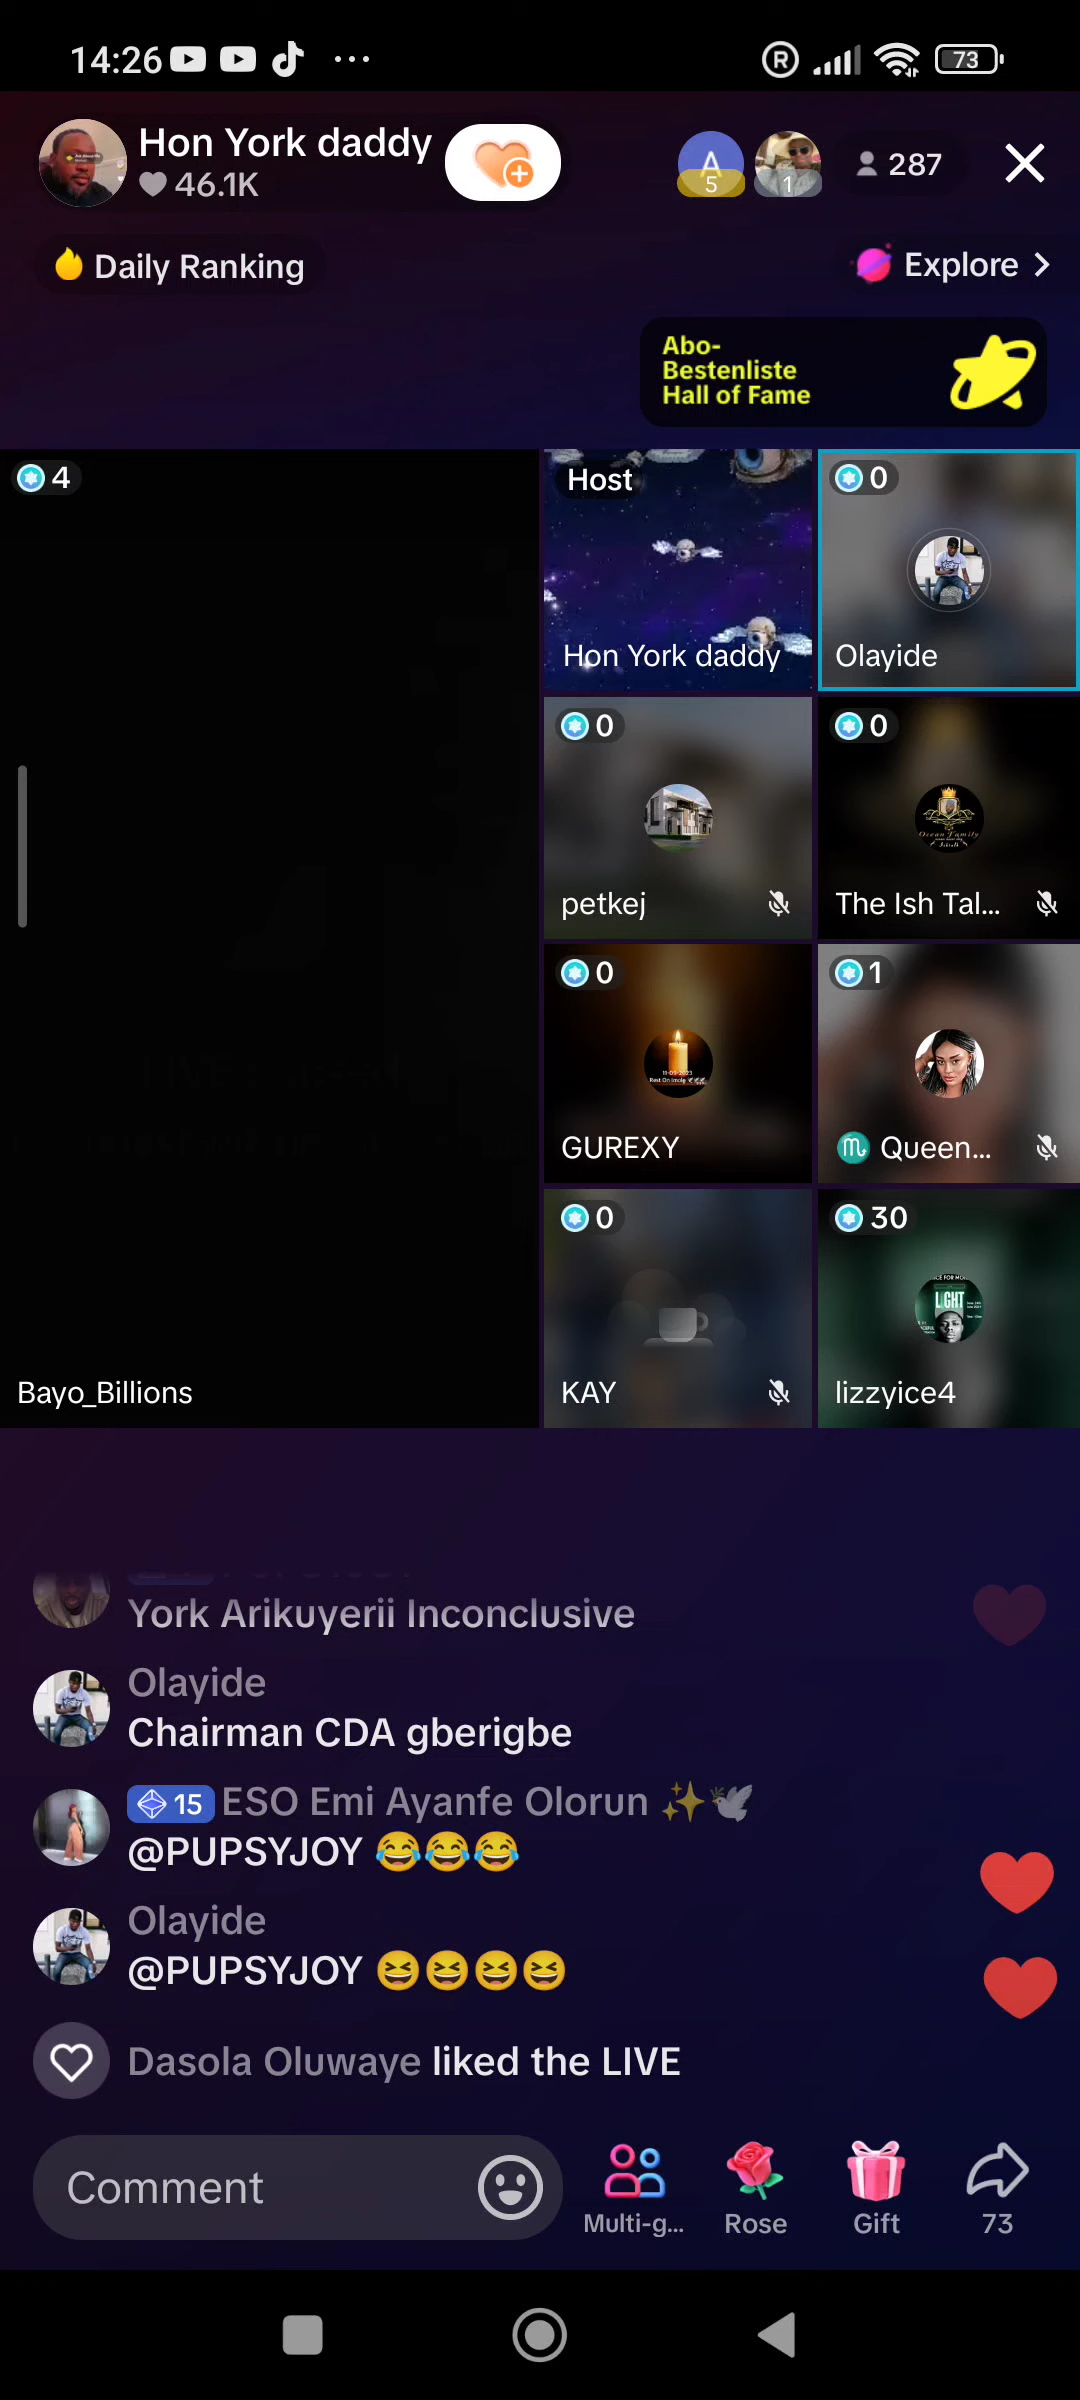 14:26
R
73
Hon York daddy
46.1K
A
5
1
287
Daily Ranking
Explore
Abo-
Bestenliste
Hall of Fame
4
Host
Hon York daddy
0
Olayide
0
petkej
0
The Ish Tal...
0
GUREXY
1
Queen...
0
KAY
30
LIGHT
lizzyice4
Bayo_Billions
York Arikuyerii Inconclusive
Olayide
Chairman CDA gberigbe
15 ESO Emi Ayanfe Olorun ✨🕊️
@PUPSYJOY 😂😂😂
Olayide
@PUPSYJOY 😆😆😆😆
Dasola Oluwaye liked the LIVE
Comment
Multi-g...
Rose
Gift
73